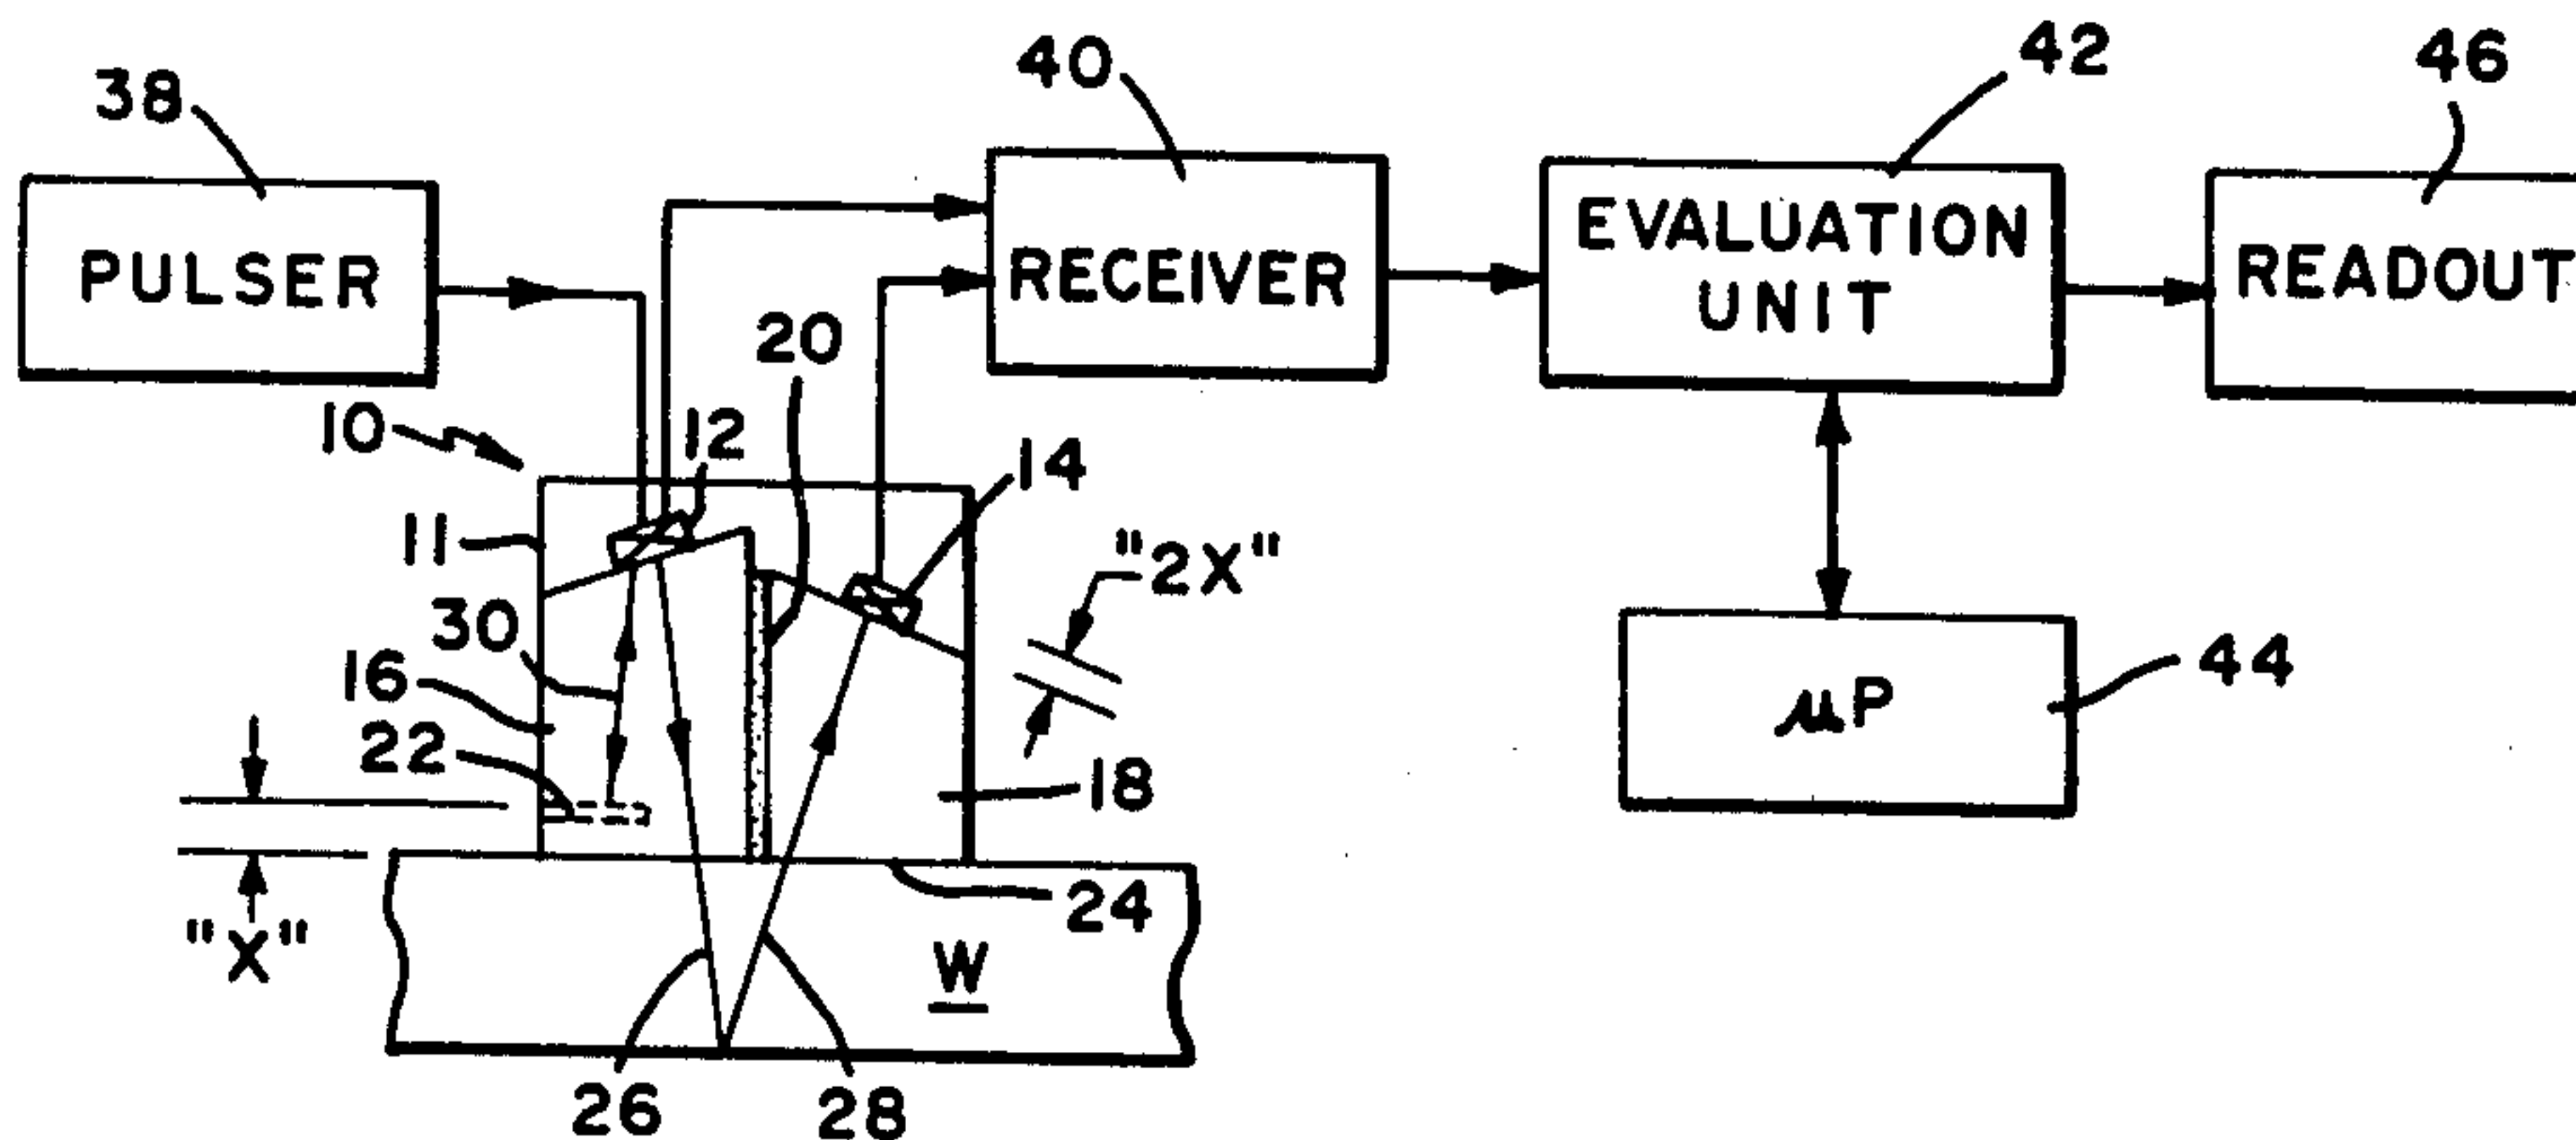 38
40
42
46
PULSER
RECEIVER
EVALUATION
UNIT
READOUT
20
10
12
14
11
"2X"
30
16
22
18
μP
44
"X"
24
W
26
28